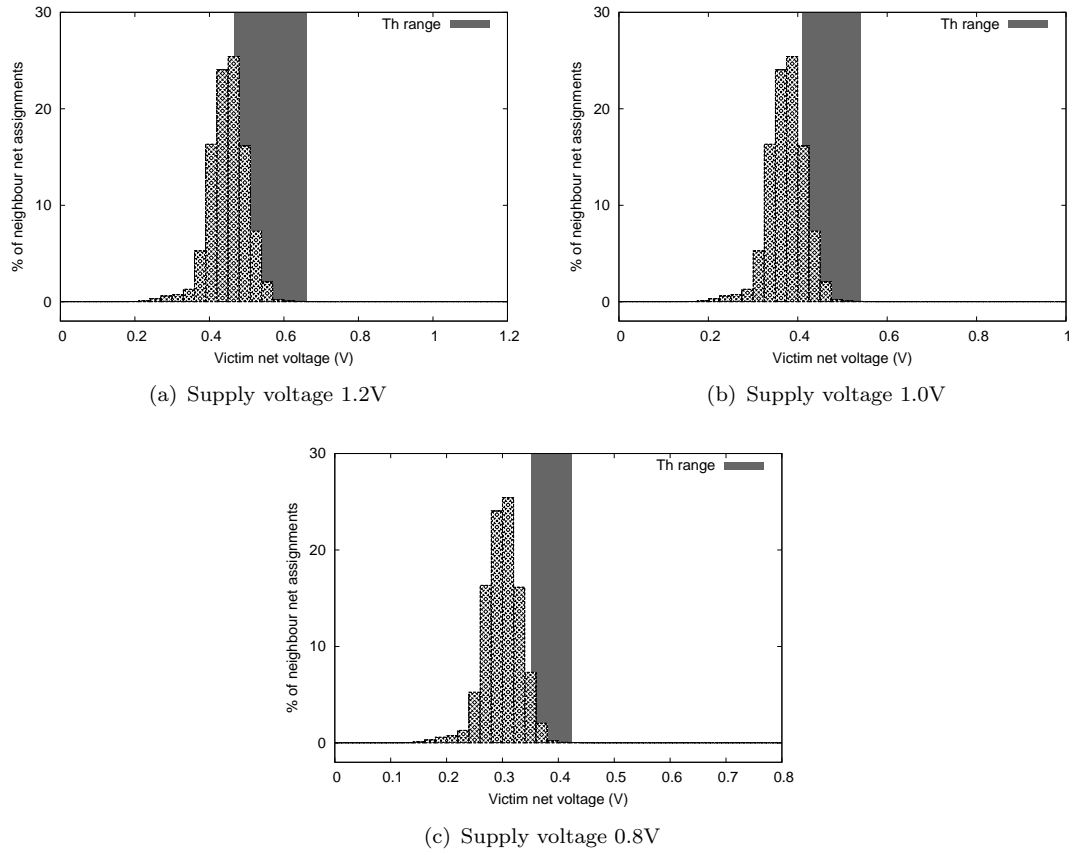 30
20
10
0
% of neighbour net assignments
Th range
0 0.2 0.4 0.6 0.8 1 1.2
Victim net voltage (V)
(a) Supply voltage 1.2V
30
20
10
0
% of neighbour net assignments
Th range
0 0.2 0.4 0.6 0.8 1
Victim net voltage (V)
(b) Supply voltage 1.0V
30
20
10
0
% of neighbour net assignments
Th range
0 0.1 0.2 0.3 0.4 0.5 0.6 0.7 0.8
Victim net voltage (V)
(c) Supply voltage 0.8V